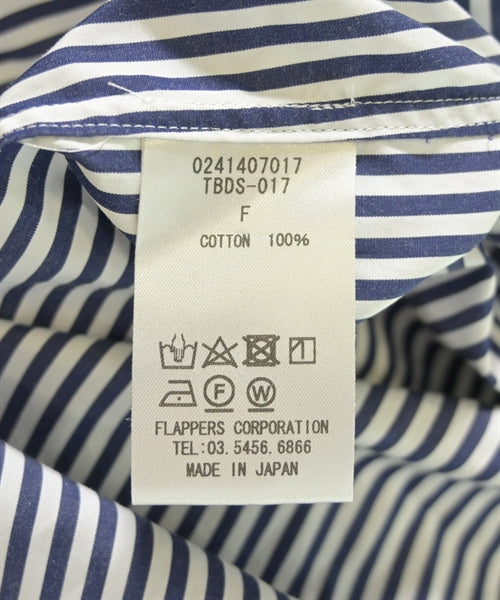 0241407017
TBDS-017
F
COTTON 100%
F W
FLAPPERS CORPORATION
TEL:03.5456.6866
MADE IN JAPAN